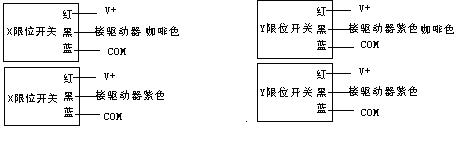 红 V+
X限位开关 黑 接驱动器 咖啡色
蓝 COM
红 V+
Y限位开关 黑 接驱动器紫色咖啡色
蓝 COM
红 V+
X限位开关 黑 接驱动器紫色
蓝 COM
红 V+
Y限位开关 黑 接驱动器紫色
蓝 COM